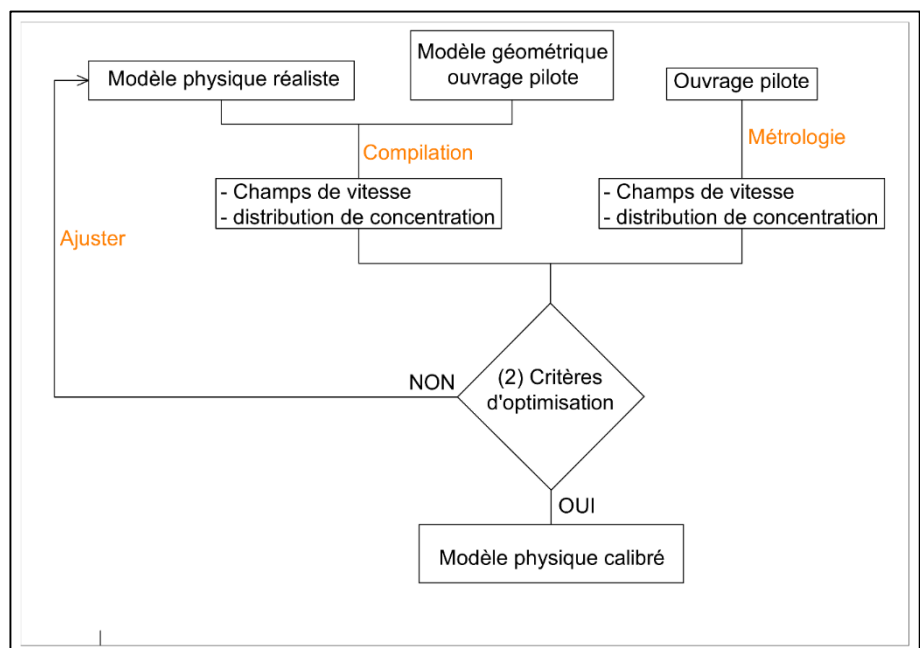 Modèle physique réaliste
Modèle géométrique
ouvrage pilote
Ouvrage pilote
Compilation
Métrologie
- Champs de vitesse
- distribution de concentration
- Champs de vitesse
- distribution de concentration
Ajuster
NON
(2) Critères
d'optimisation
OUI
Modèle physique calibré